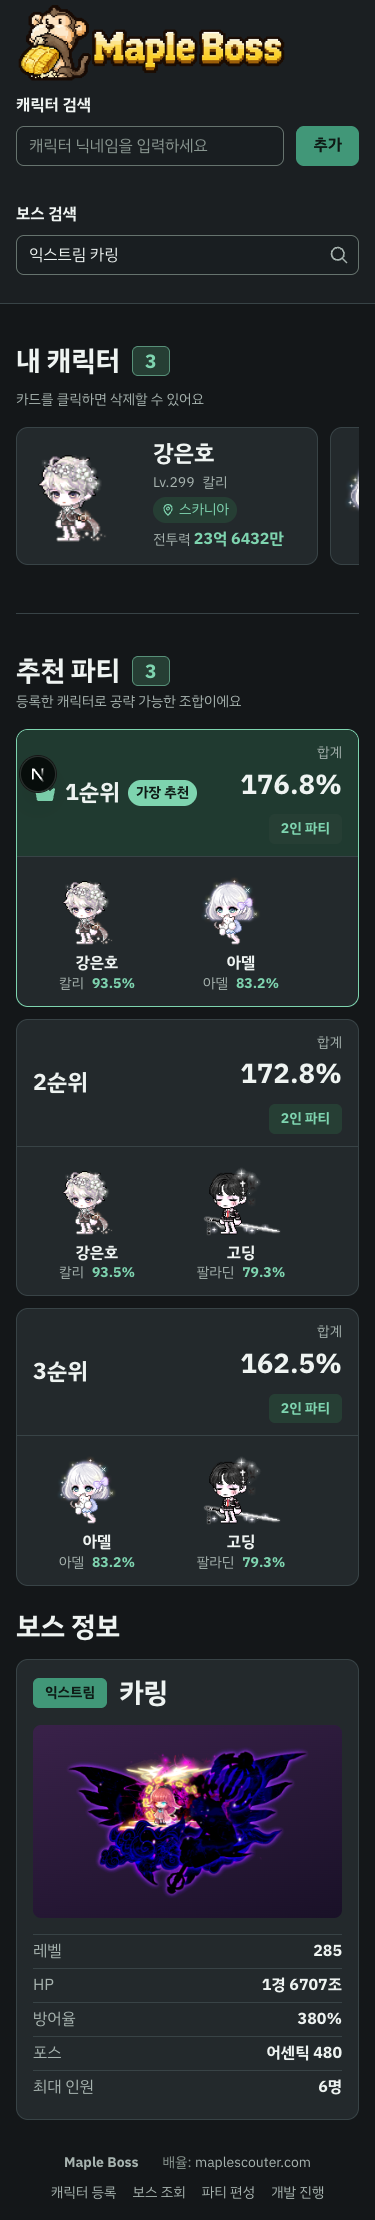 Maple Boss
캐릭터 검색
캐릭터 닉네임을 입력하세요 추가
보스 검색
익스트림 카링
내 캐릭터 3
카드를 클릭하면 삭제할 수 있어요
강은호
Lv.299 칼리
스카니아
전투력 23억 6432만
추천 파티 3
등록한 캐릭터로 공략 가능한 조합이에요
합계
N 1순위 가장 추천 176.8%
2인 파티
강은호 아델
칼리 93.5% 아델 83.2%
합계
2순위 172.8%
2인 파티
강은호 고딩
칼리 93.5% 팔라딘 79.3%
합계
3순위 162.5%
2인 파티
아델 고딩
아델 83.2% 팔라딘 79.3%
보스 정보
익스트림 카링
레벨 285
HP 1경 6707조
방어율 380%
포스 어센틱 480
최대 인원 6명
Maple Boss 배율: maplescouter.com
캐릭터 등록 보스 조회 파티 편성 개발 진행